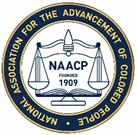 NATIONAL ASSOCIATION FOR THE ADVANCEMENT OF COLORED PEOPLE
NAACP
FOUNDED
1909